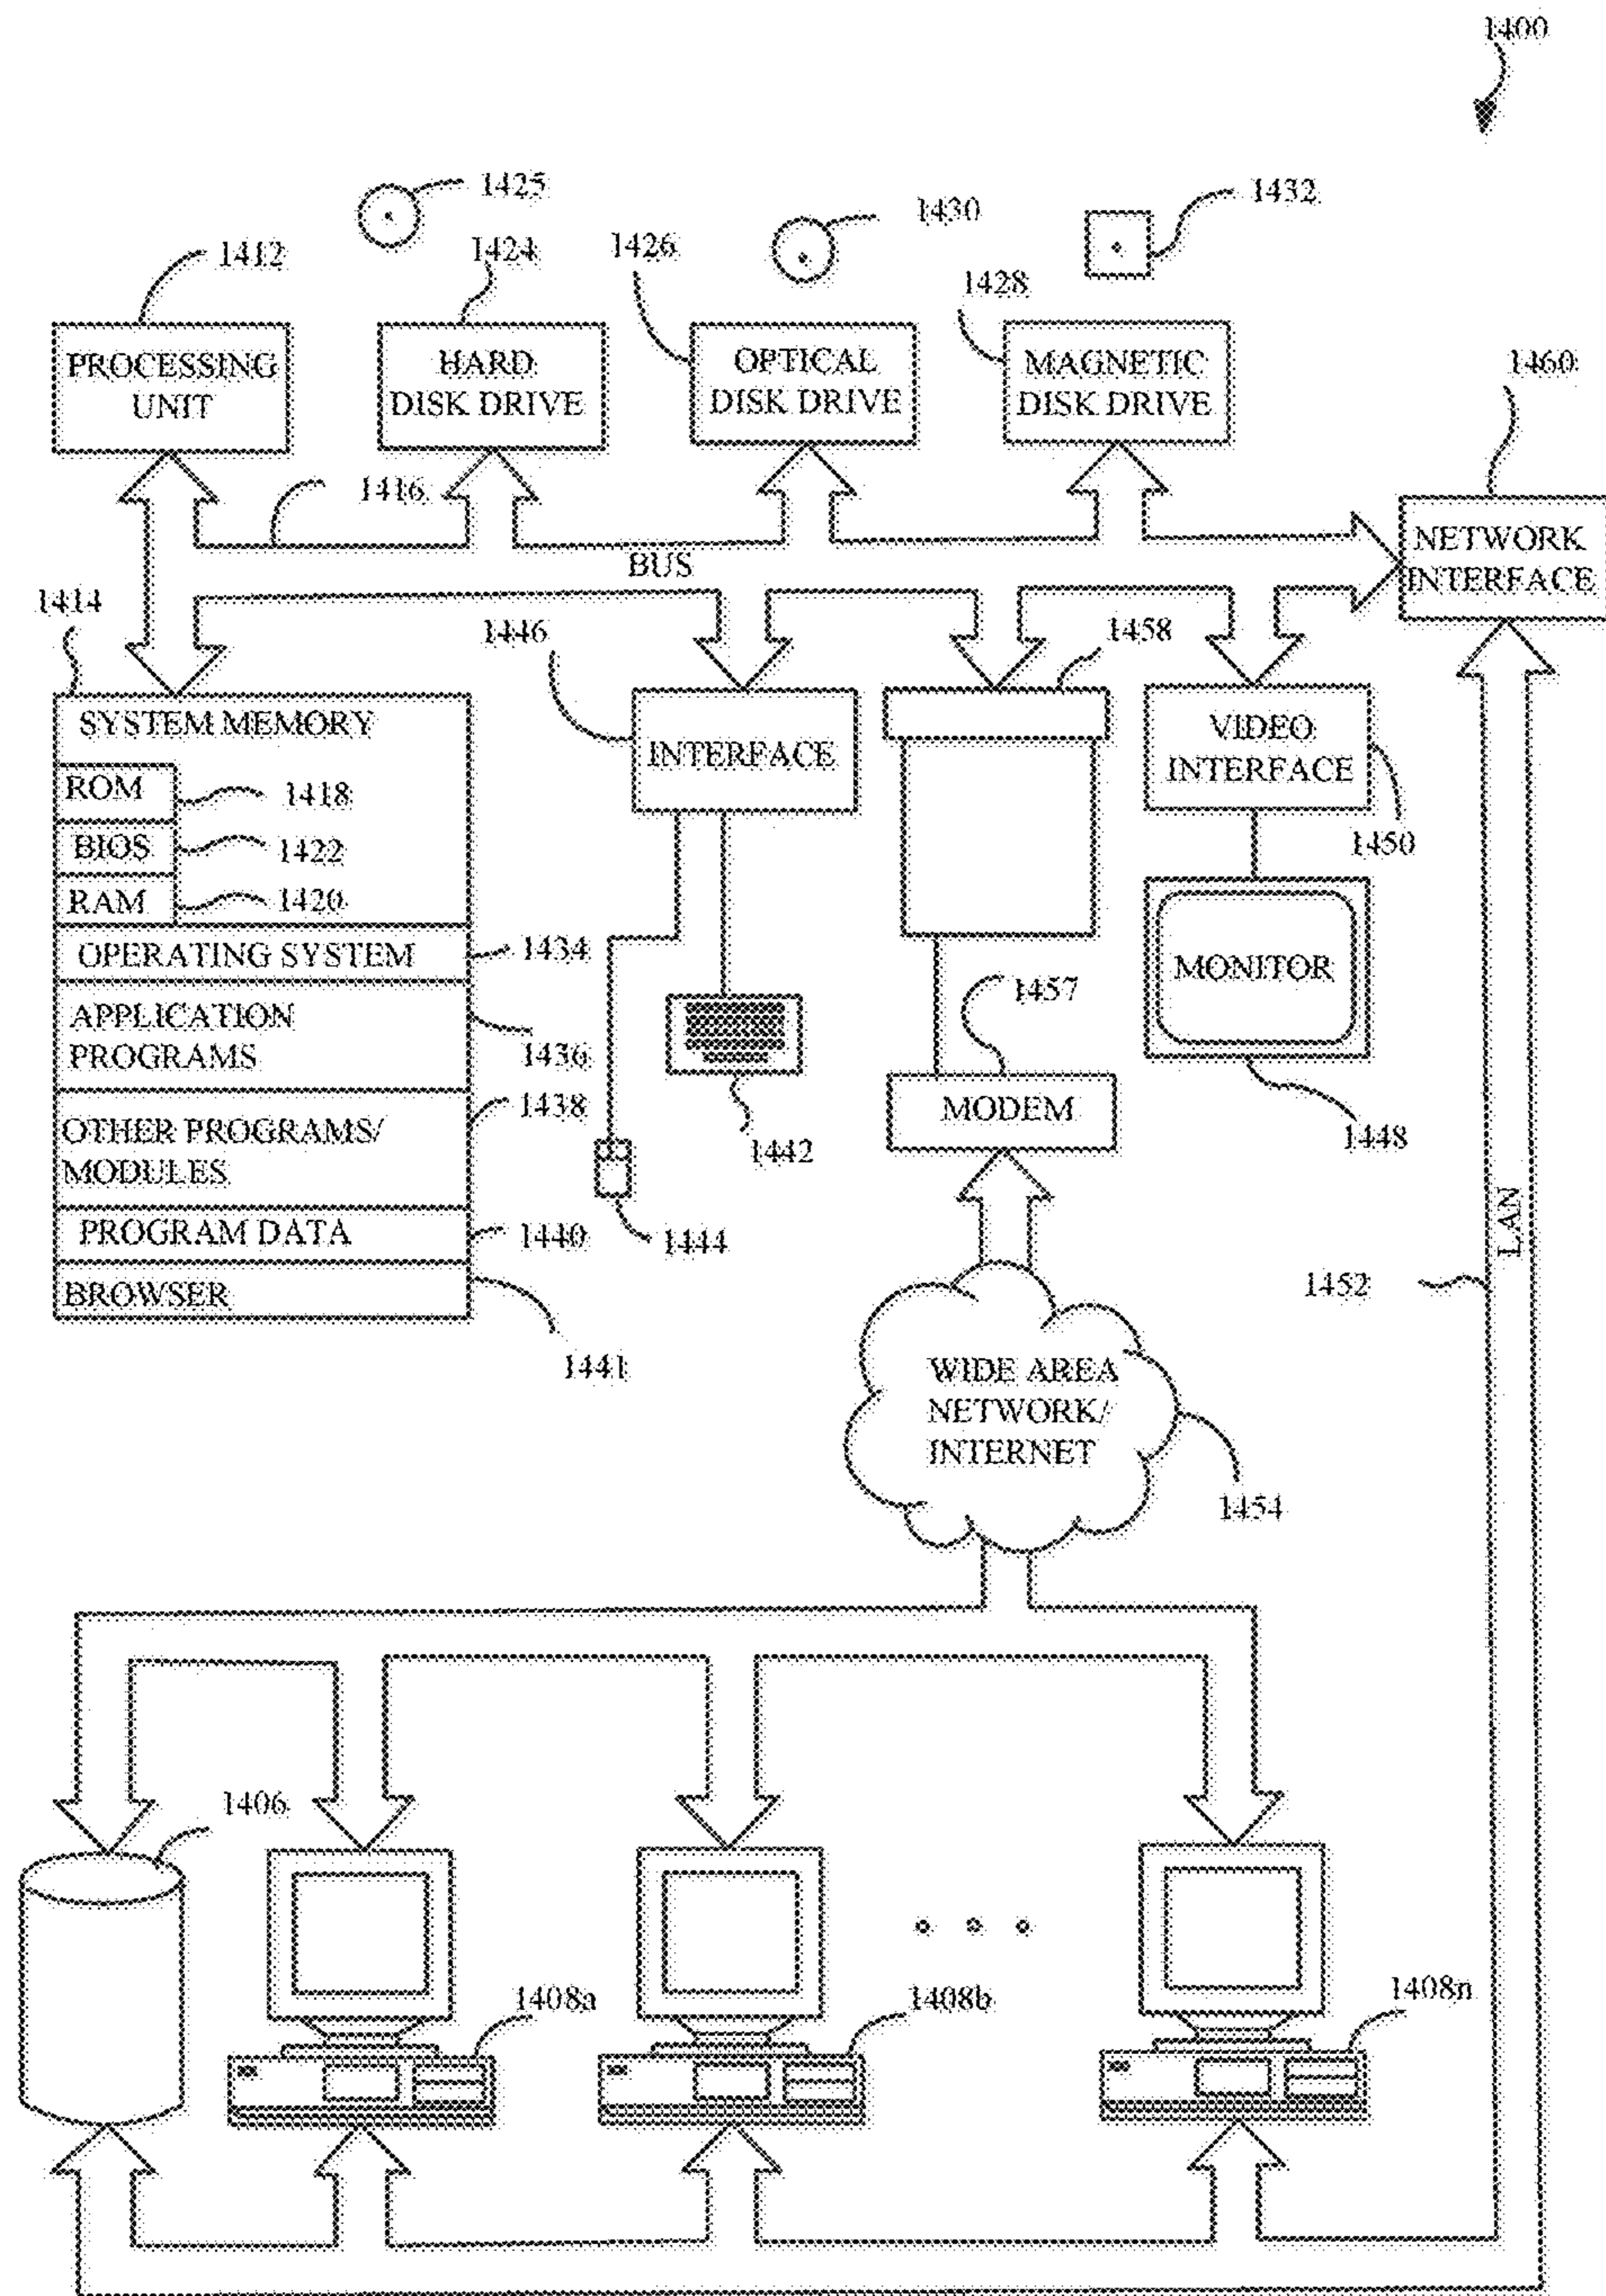 1400
1425
1432
1430
1412
1424
1426
1428
PROCESSING
UNIT
HARD
DISK DRIVE
OPTICAL
DISK DRIVE
MAGNETIC
DISK DRIVE
1460
1416
NETWORK
INTERFACE
BUS
1414
1446
1458
SYSTEM MEMORY
INTERFACE
VIDEO
INTERFACE
ROM
1418
BIOS
1422
1450
RAM
1420
OPERATING SYSTEM
1434
MONITOR
1457
APPLICATION
PROGRAMS
1436
MODEM
1438
OTHER PROGRAMS/
MODULES
1442
1448
PROGRAM DATA
1440
1444
LAN
1452
BROWSER
1441
WIDE AREA
NETWORK/
INTERNET
1454
1406
1408a
1408b
1408n